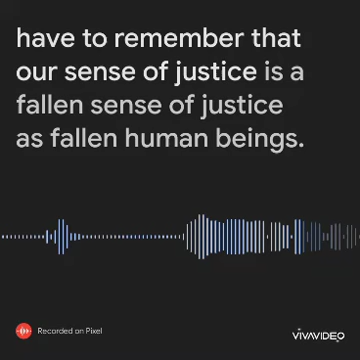 have to remember that
our sense of justice is a
fallen sense of justice
as fallen human beings.
Recorded on Pixel
VIVAVIDEO